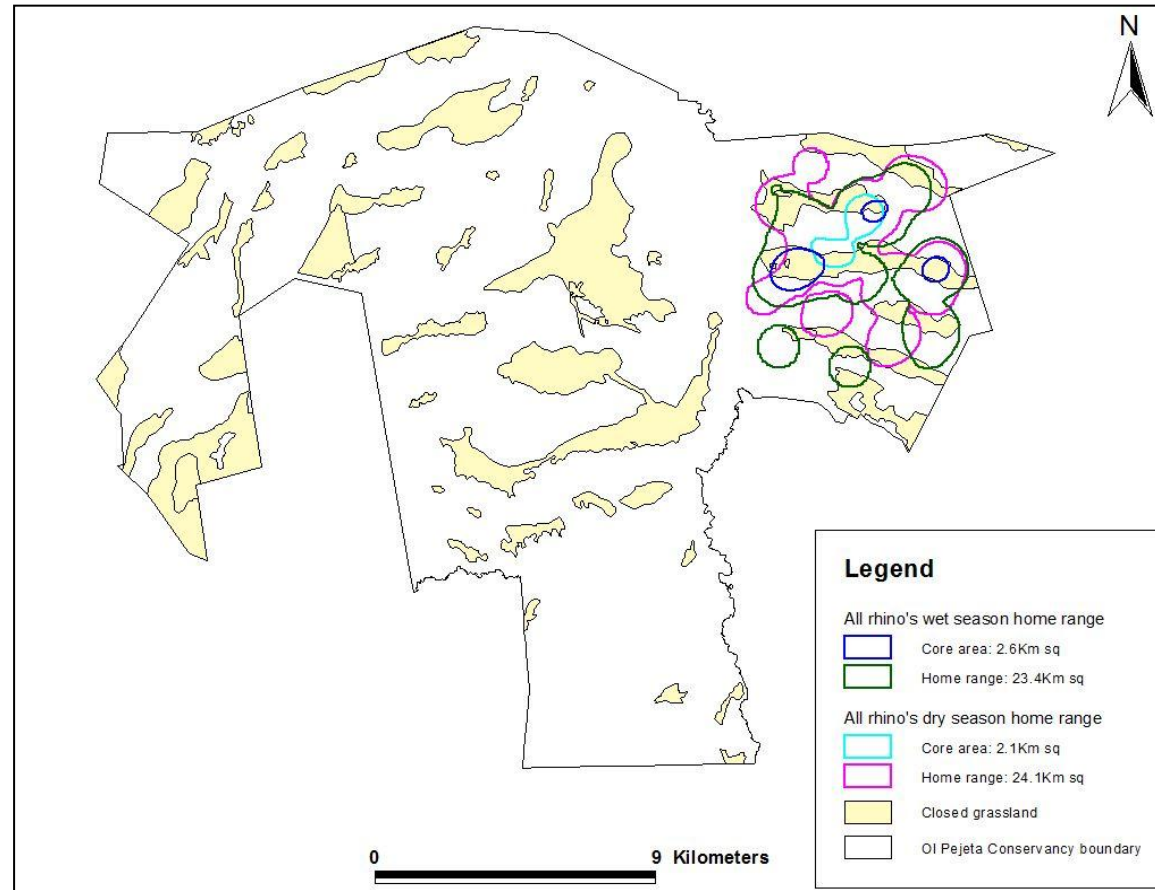 N
Legend
All rhino's wet season home range
Core area: 2.6Km sq
Home range: 23.4Km sq
All rhino's dry season home range
Core area: 2.1Km sq
Home range: 24.1Km sq
Closed grassland
Ol Pejeta Conservancy boundary
0 9 Kilometers